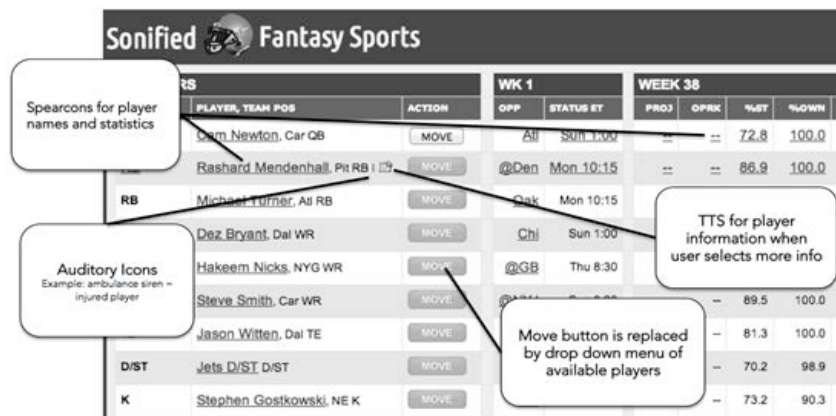 Sonified Fantasy Sports
RS WK 1 WEEK 38
PLAYER, TEAM POS ACTION OPP STATUS ET PROJ OPRK %ST %OWN
Spearcons for player
names and statistics
Cam Newton, Car QB MOVE Atl Sun 1:00 -- -- 72.8 100.0
Rashard Mendenhall, Pit RB | MOVE @Den Mon 10:15 -- -- 86.9 100.0
RB Michael Turner, Atl RB MOVE Oak Mon 10:15
TTS for player
information when
user selects more info
Dez Bryant, Dal WR MOVE Chi Sun 1:00
Auditory Icons
Example: ambulance siren =
injured player
Hakeem Nicks, NYG WR MOVE @GB Thu 8:30
Steve Smith, Car WR MOVE -- 89.5 100.0
Jason Witten, Dal TE MOVE -- 81.3 100.0
Move button is replaced
by drop down menu of
available players
D/ST Jets D/ST D/ST MOVE -- 70.2 98.9
K Stephen Gostkowski, NE K MOVE -- 73.2 90.3